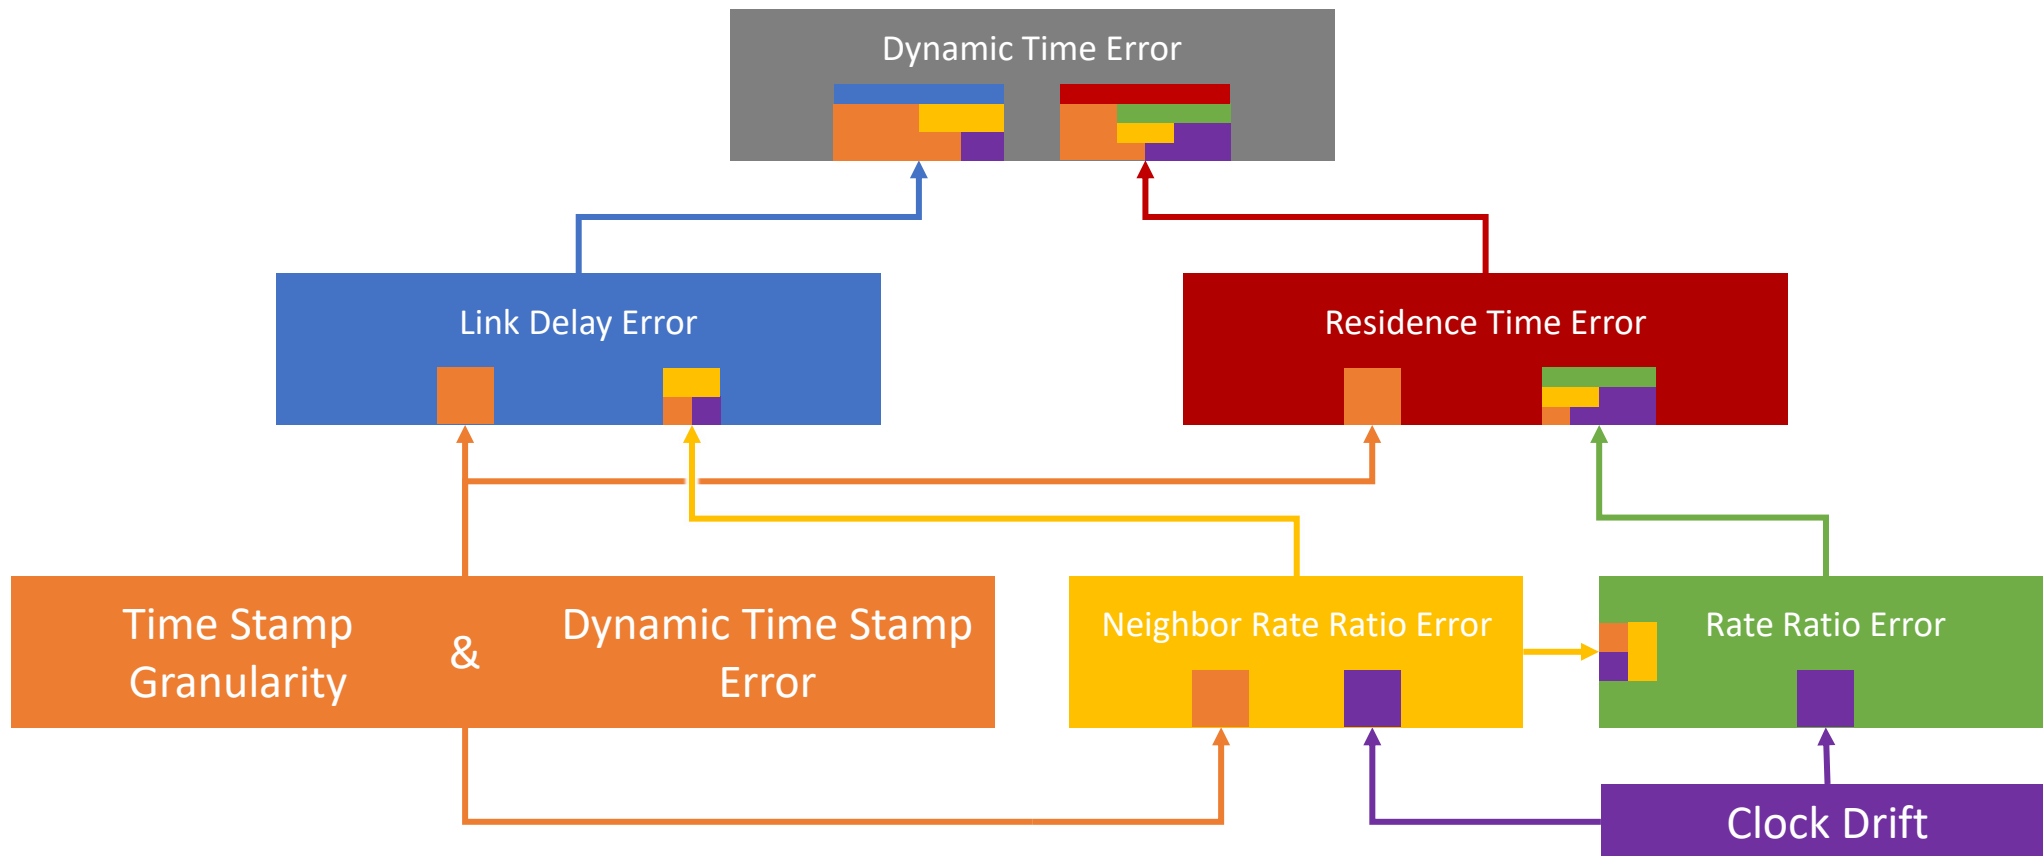 Dynamic Time Error
Link Delay Error
Residence Time Error
Time Stamp
Granularity
&
Dynamic Time Stamp
Error
Neighbor Rate Ratio Error
Rate Ratio Error
Clock Drift